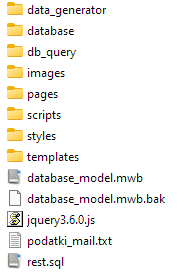 data_generator
database
db_query
images
pages
scripts
styles
templates
database_model.mwb
database_model.mwb.bak
jquery3.6.0.js
podatki_mail.txt
rest.sql